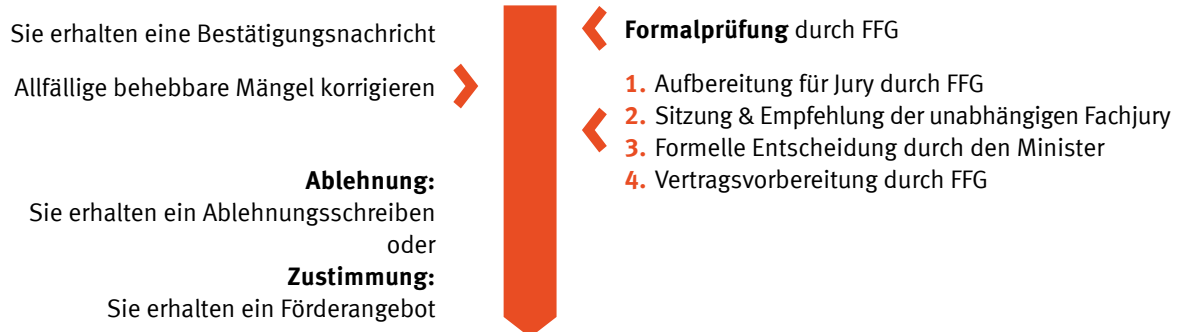 Sie erhalten eine Bestätigungsnachricht
Allfällige behebbare Mängel korrigieren
Ablehnung:
Sie erhalten ein Ablehnungsschreiben
oder
Zustimmung:
Sie erhalten ein Förderangebot
Formalprüfung durch FFG
1. Aufbereitung für Jury durch FFG
2. Sitzung & Empfehlung der unabhängigen Fachjury
3. Formelle Entscheidung durch den Minister
4. Vertragsvorbereitung durch FFG